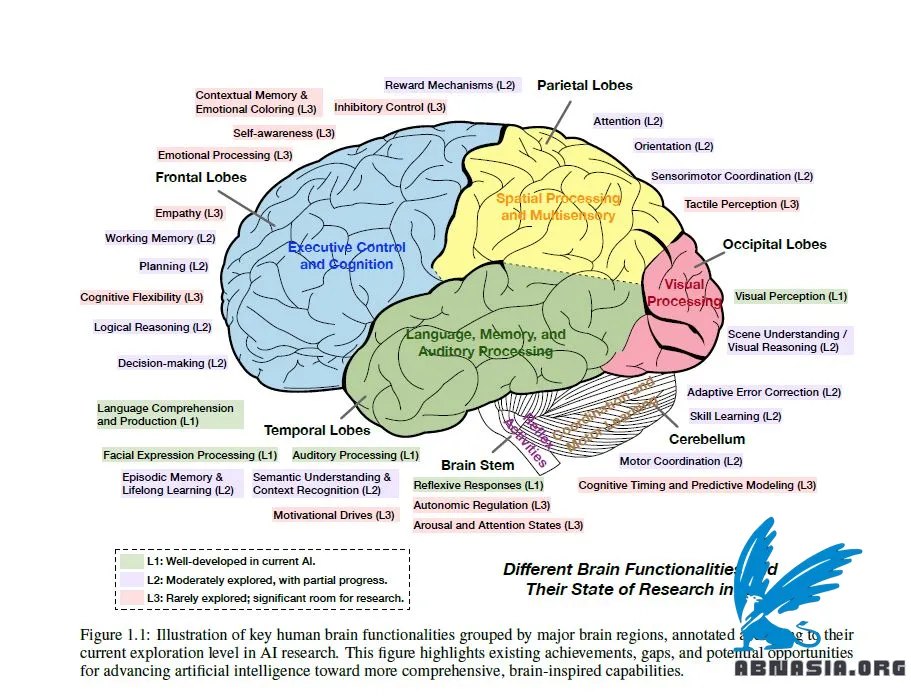 Reward Mechanisms (L2)
Parietal Lobes
Contextual Memory &
Emotional Coloring (L3)
Inhibitory Control (L3)
Attention (L2)
Self-awareness (L3)
Orientation (L2)
Emotional Processing (L3)
Frontal Lobes
Sensorimotor Coordination (L2)
Spatial Processing
and Multisensory
Tactile Perception (L3)
Empathy (L3)
Working Memory (L2)
Executive Control
and Cognition
Occipital Lobes
Planning (L2)
Visual
Processing
Cognitive Flexibility (L3)
Visual Perception (L1)
Logical Reasoning (L2)
Language, Memory, and
Auditory Processing
Scene Understanding /
Visual Reasoning (L2)
Decision-making (L2)
Adaptive Error Correction (L2)
Language Comprehension
and Production (L1)
Coordination and
Motor Learning
Skill Learning (L2)
Temporal Lobes
Reflex
Activities
Cerebellum
Facial Expression Processing (L1)
Auditory Processing (L1)
Brain Stem
Motor Coordination (L2)
Episodic Memory &
Lifelong Learning (L2)
Semantic Understanding &
Context Recognition (L2)
Reflexive Responses (L1)
Cognitive Timing and Predictive Modeling (L3)
Motivational Drives (L3)
Autonomic Regulation (L3)
Arousal and Attention States (L3)
L1: Well-developed in current AI.
L2: Moderately explored, with partial progress.
L3: Rarely explored; significant room for research.
Different Brain Functionalities
Their State of Research in
Figure 1.1: Illustration of key human brain functionalities grouped by major brain regions, annotated to their
current exploration level in AI research. This figure highlights existing achievements, gaps, and potential opportunities
for advancing artificial intelligence toward more comprehensive, brain-inspired capabilities.
ABNASIA.ORG